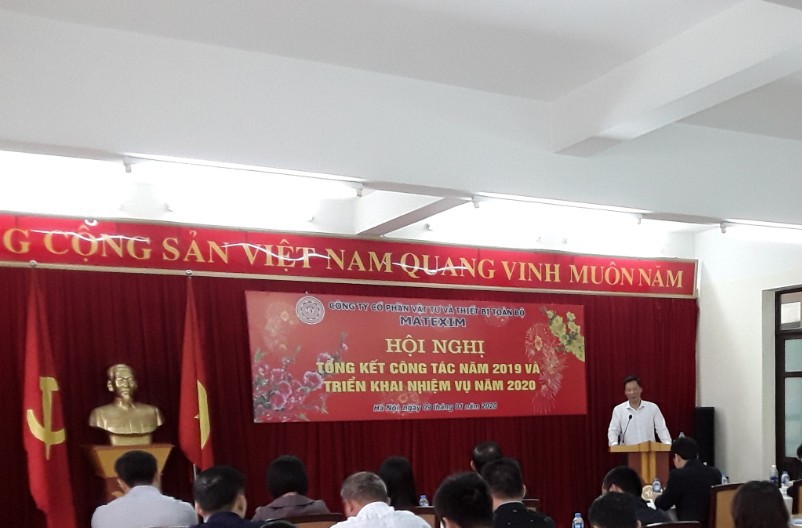 G CỘNG SẢN VIỆT NAM QUANG VINH MUÔN NĂM
CÔNG TY CỔ PHẦN VẬT TƯ VÀ THIẾT BỊ TOÀN BỘ
MATEXIM
HỘI NGHỊ
TỔNG KẾT CÔNG TÁC NĂM 2019 VÀ
TRIỂN KHAI NHIỆM VỤ NĂM 2020
Hà Nội, ngày 09 tháng 01 năm 2020